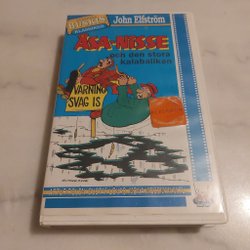 John Elfström
ÅSA-NISSE
och den stora
kalabaliken
VARNING
SVAG IS